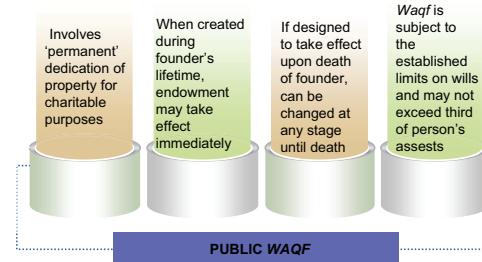 Involves
‘permanent’
dedication of
property for
charitable
purposes
When created
during
founder’s
lifetime,
endowment
may take
effect
immediately
If designed
to take effect
upon death
of founder,
can be
changed at
any stage
until death
Waqf is
subject to
the
established
limits on wills
and may not
exceed third
of person’s
assests
PUBLIC WAQF